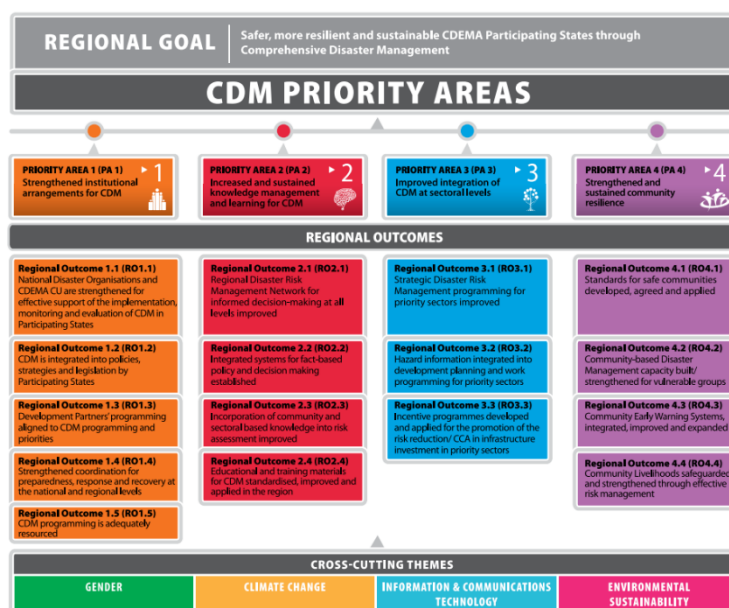 REGIONAL GOAL
Safer, more resilient and sustainable CDEMA Participating States through
Comprehensive Disaster Management
CDM PRIORITY AREAS
PRIORITY AREA 1 (PA 1)
Strengthened institutional
arrangements for CDM
1
PRIORITY AREA 2 (PA 2)
Increased and sustained
knowledge management
and learning for CDM
2
PRIORITY AREA 3 (PA 3)
Improved integration of
CDM at sectoral levels
3
PRIORITY AREA 4 (PA 4)
Strengthened and
sustained community
resilience
4
REGIONAL OUTCOMES
Regional Outcome 1.1 (RO1.1)
National Disaster Organisations and
CDEMA CU are strengthened for
effective support of the implementation,
monitoring and evaluation of CDM in
Participating States
Regional Outcome 1.2 (RO1.2)
CDM is integrated into policies,
strategies and legislation by
Participating States
Regional Outcome 1.3 (RO1.3)
Development Partners' programming
aligned to CDM programming and
priorities
Regional Outcome 1.4 (RO1.4)
Strengthened coordination for
preparedness, response and recovery at
the national and regional levels
Regional Outcome 1.5 (RO1.5)
CDM programming is adequately
resourced
Regional Outcome 2.1 (RO2.1)
Regional Disaster Risk
Management Network for
informed decision-making at all
levels improved
Regional Outcome 2.2 (RO2.2)
Integrated systems for fact-based
policy and decision making
established
Regional Outcome 2.3 (RO2.3)
Incorporation of community and
sectoral based knowledge into risk
assessment improved
Regional Outcome 2.4 (RO2.4)
Educational and training materials
for CDM standardised, improved and
applied in the region
Regional Outcome 3.1 (RO3.1)
Strategic Disaster Risk
Management programming for
priority sectors improved
Regional Outcome 3.2 (RO3.2)
Hazard information integrated into
development planning and work
programming for priority sectors
Regional Outcome 3.3 (RO3.3)
Incentive programmes developed
and applied for the promotion of the
risk reduction/ CCA in infrastructure
investment in priority sectors
Regional Outcome 4.1 (RO4.1)
Standards for safe communities
developed, agreed and applied
Regional Outcome 4.2 (RO4.2)
Community-based Disaster
Management capacity built/
strengthened for vulnerable groups
Regional Outcome 4.3 (RO4.3)
Community Early Warning Systems,
integrated, improved and expanded
Regional Outcome 4.4 (RO4.4)
Community Livelihoods safeguarded
and strengthened through effective
risk management
CROSS-CUTTING THEMES
GENDER
CLIMATE CHANGE
INFORMATION & COMMUNICATIONS
TECHNOLOGY
ENVIRONMENTAL
SUSTAINABILITY